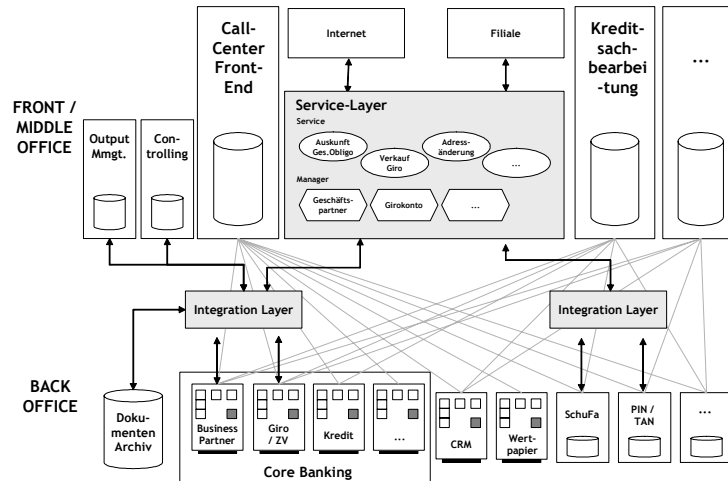 Call-
Center
Front-
End
Internet
Filiale
Kredit-
sach-
bearbei
-tung
...
FRONT /
MIDDLE
OFFICE
Output
Mmgt.
Con-
trolling
Service-Layer
Service
Auskunft
Ges.Obligo
Verkauf
Giro
Adress-
änderung
...
Manager
Geschäfts-
partner
Girokonto
...
Integration Layer
Integration Layer
BACK
OFFICE
Doku-
menten
Archiv
Business
Partner
Giro
/ ZV
Kredit
...
Core Banking
CRM
Wert-
papier
SchuFa
PIN /
TAN
...